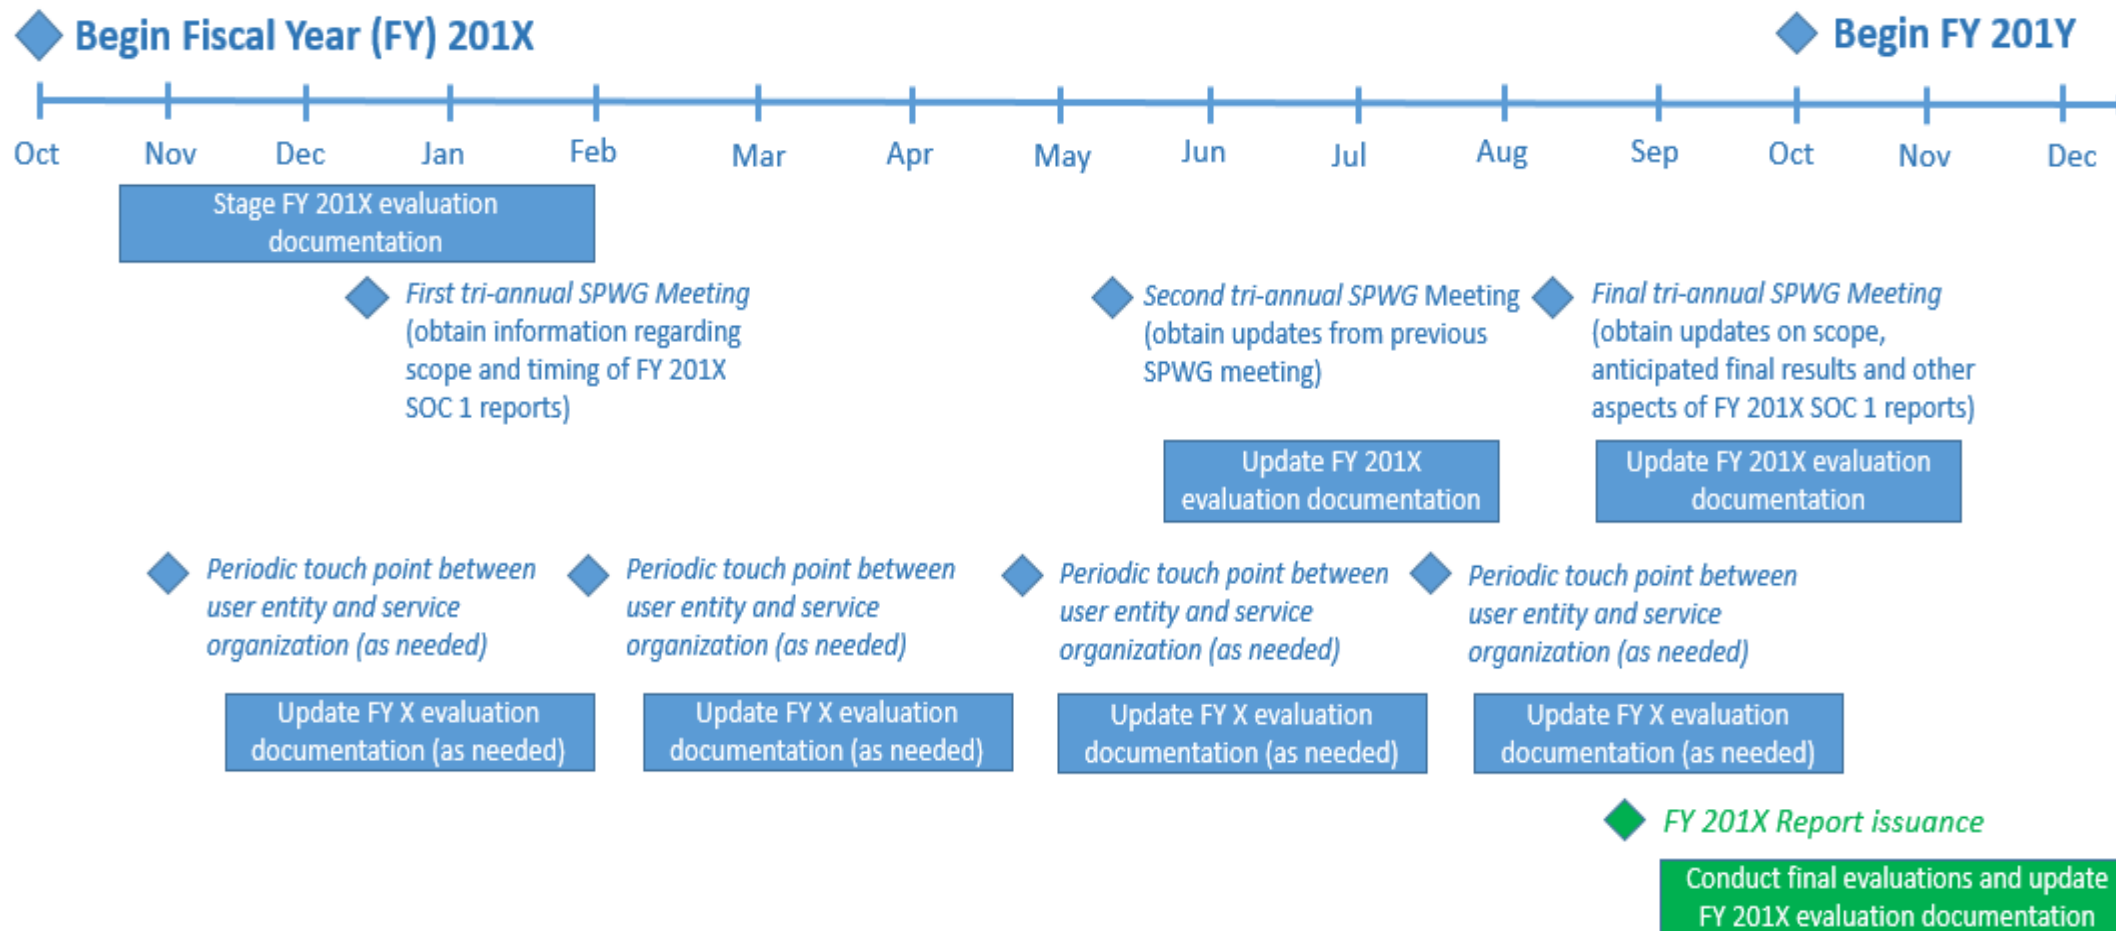 Begin Fiscal Year (FY) 201X
Begin FY 201Y
Oct
Nov
Dec
Jan
Feb
Mar
Apr
May
Jun
Jul
Aug
Sep
Oct
Nov
Dec
Stage FY 201X evaluation
documentation
First tri-annual SPWG Meeting
(obtain information regarding
scope and timing of FY 201X
SOC 1 reports)
Second tri-annual SPWG Meeting
(obtain updates from previous
SPWG meeting)
Final tri-annual SPWG Meeting
(obtain updates on scope,
anticipated final results and other
aspects of FY 201X SOC 1 reports)
Update FY 201X
evaluation documentation
Update FY 201X evaluation
documentation
Periodic touch point between
user entity and service
organization (as needed)
Periodic touch point between
user entity and service
organization (as needed)
Periodic touch point between
user entity and service
organization (as needed)
Periodic touch point between
user entity and service
organization (as needed)
Update FY X evaluation
documentation (as needed)
Update FY X evaluation
documentation (as needed)
Update FY X evaluation
documentation (as needed)
Update FY X evaluation
documentation (as needed)
FY 201X Report issuance
Conduct final evaluations and update
FY 201X evaluation documentation